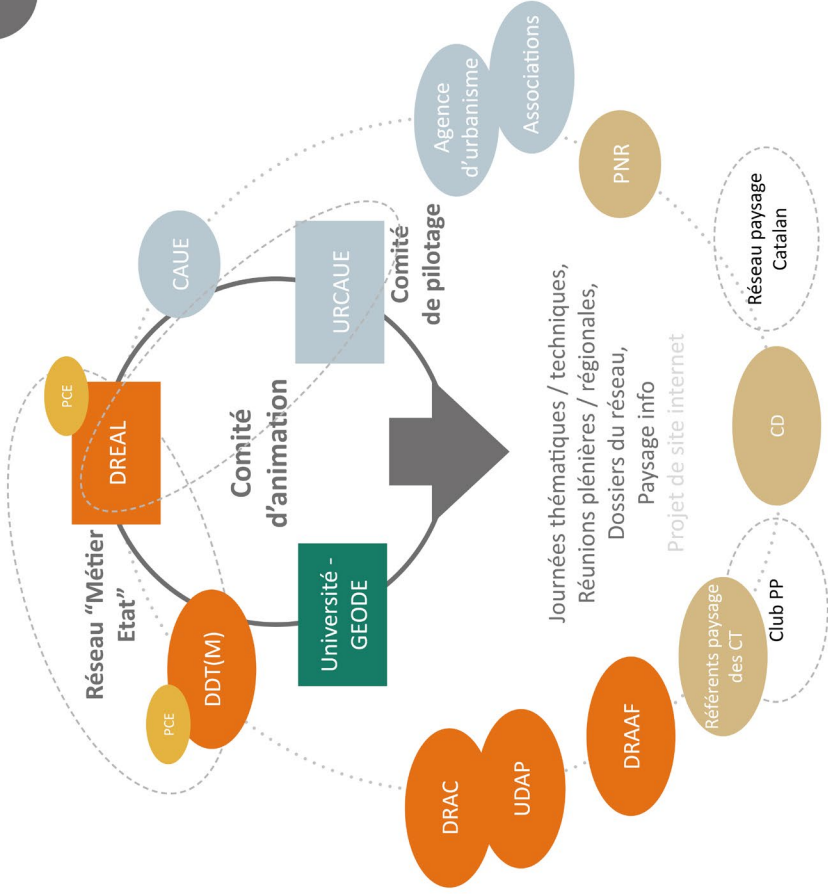 PCE
DREAL
Réseau "Métier
Etat"
CAUE
PCE
DDT(M)
Comité
d'animation
Université -
GEODE
URCAUE
Comité
de pilotage
Agence
d'urbanisme
Associations
DRAC
UDAP
Journées thématiques / techniques,
Réunions plénières / régionales,
Dossiers du réseau,
Paysage info
Projet de site internet
PNR
DRAAF
Référents paysage
des CT
Club PP
CD
Réseau paysage
Catalan